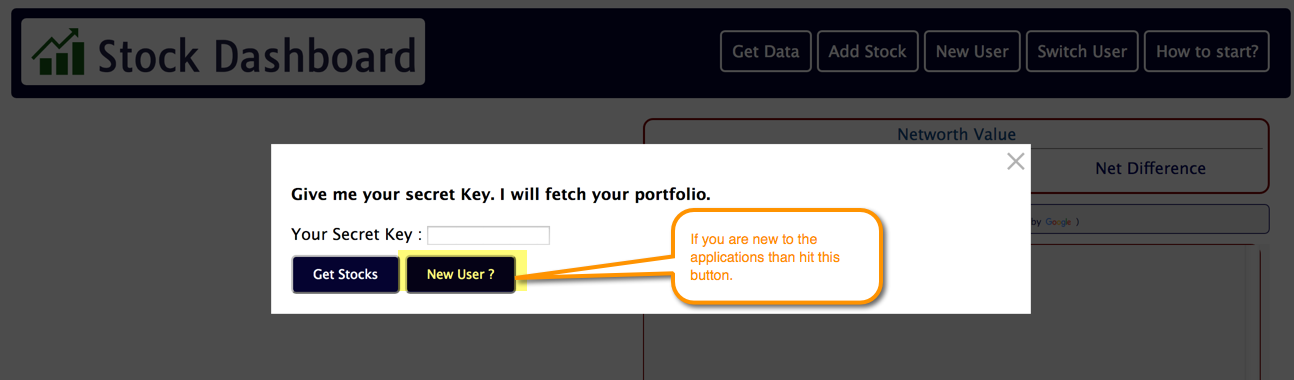 Stock Dashboard
Get Data
Add Stock
New User
Switch User
How to start?
Networth Value
Net Difference
by Google )
Give me your secret Key. I will fetch your portfolio.
Your Secret Key :
Get Stocks
New User ?
If you are new to the
applications than hit this
button.